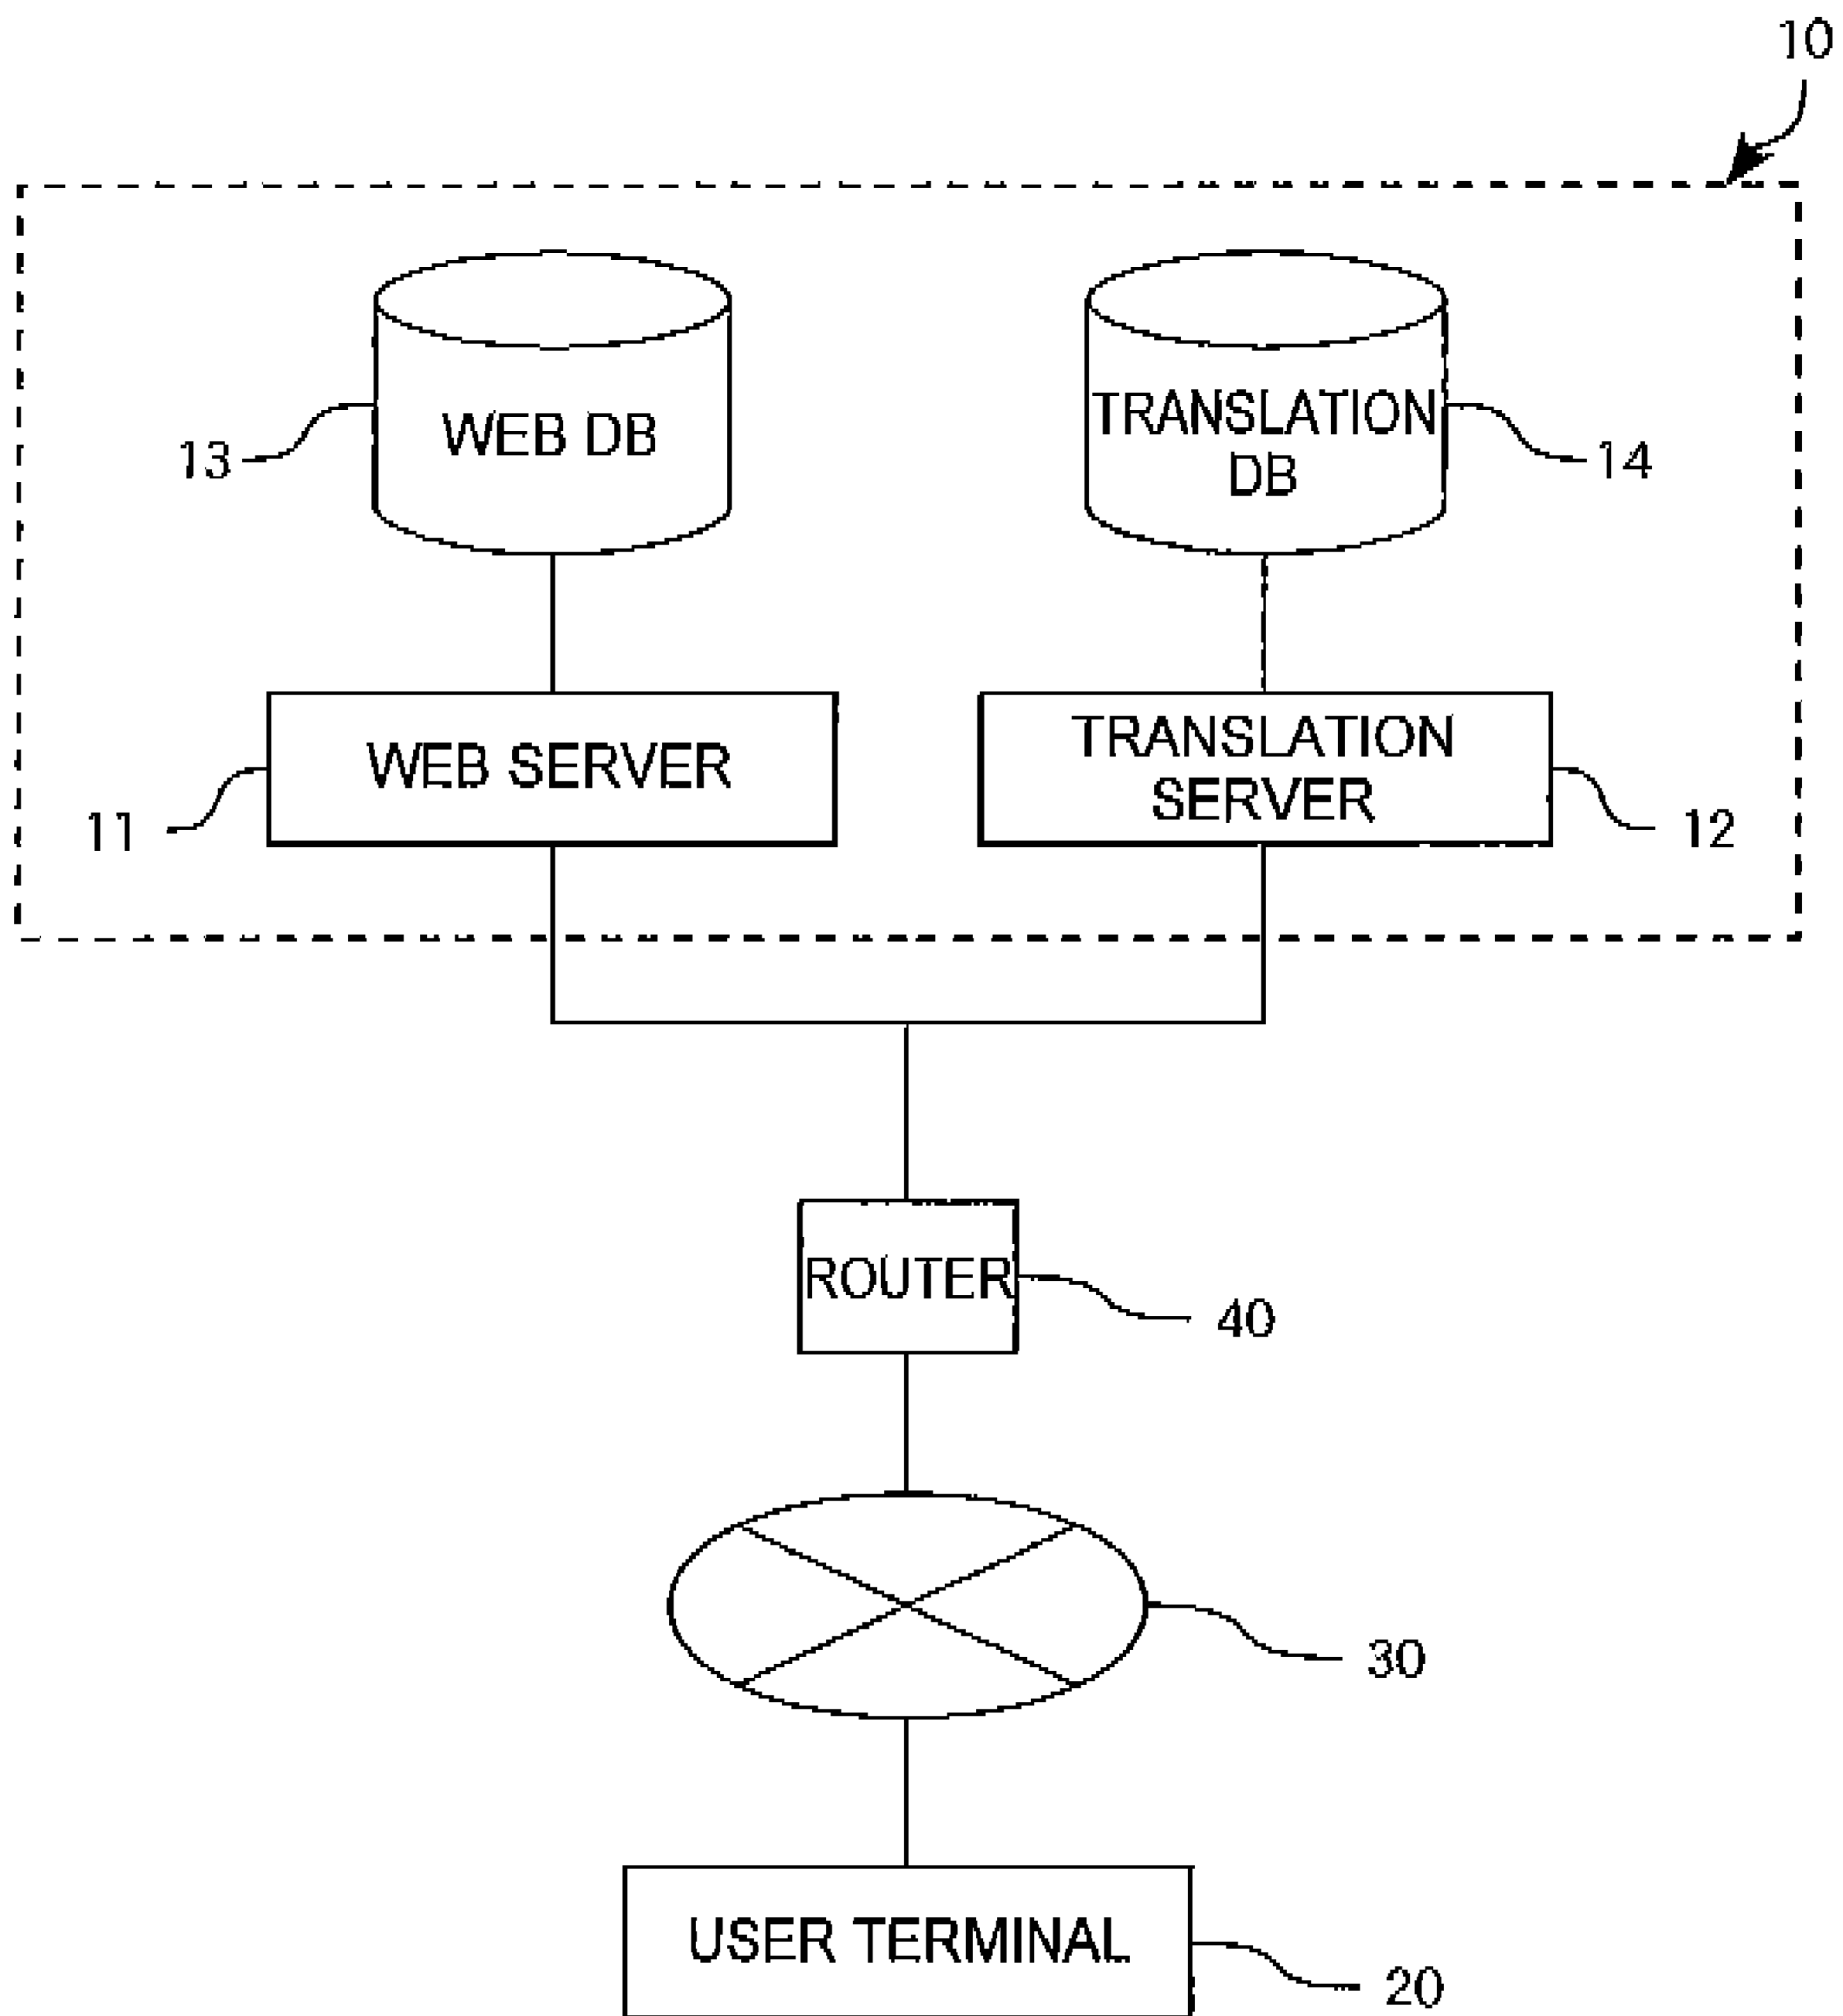 10
WEB DB
13
TRANSLATION
DB
14
WEB SERVER
11
TRANSLATION
SERVER
12
ROUTER
40
30
USER TERMINAL
20